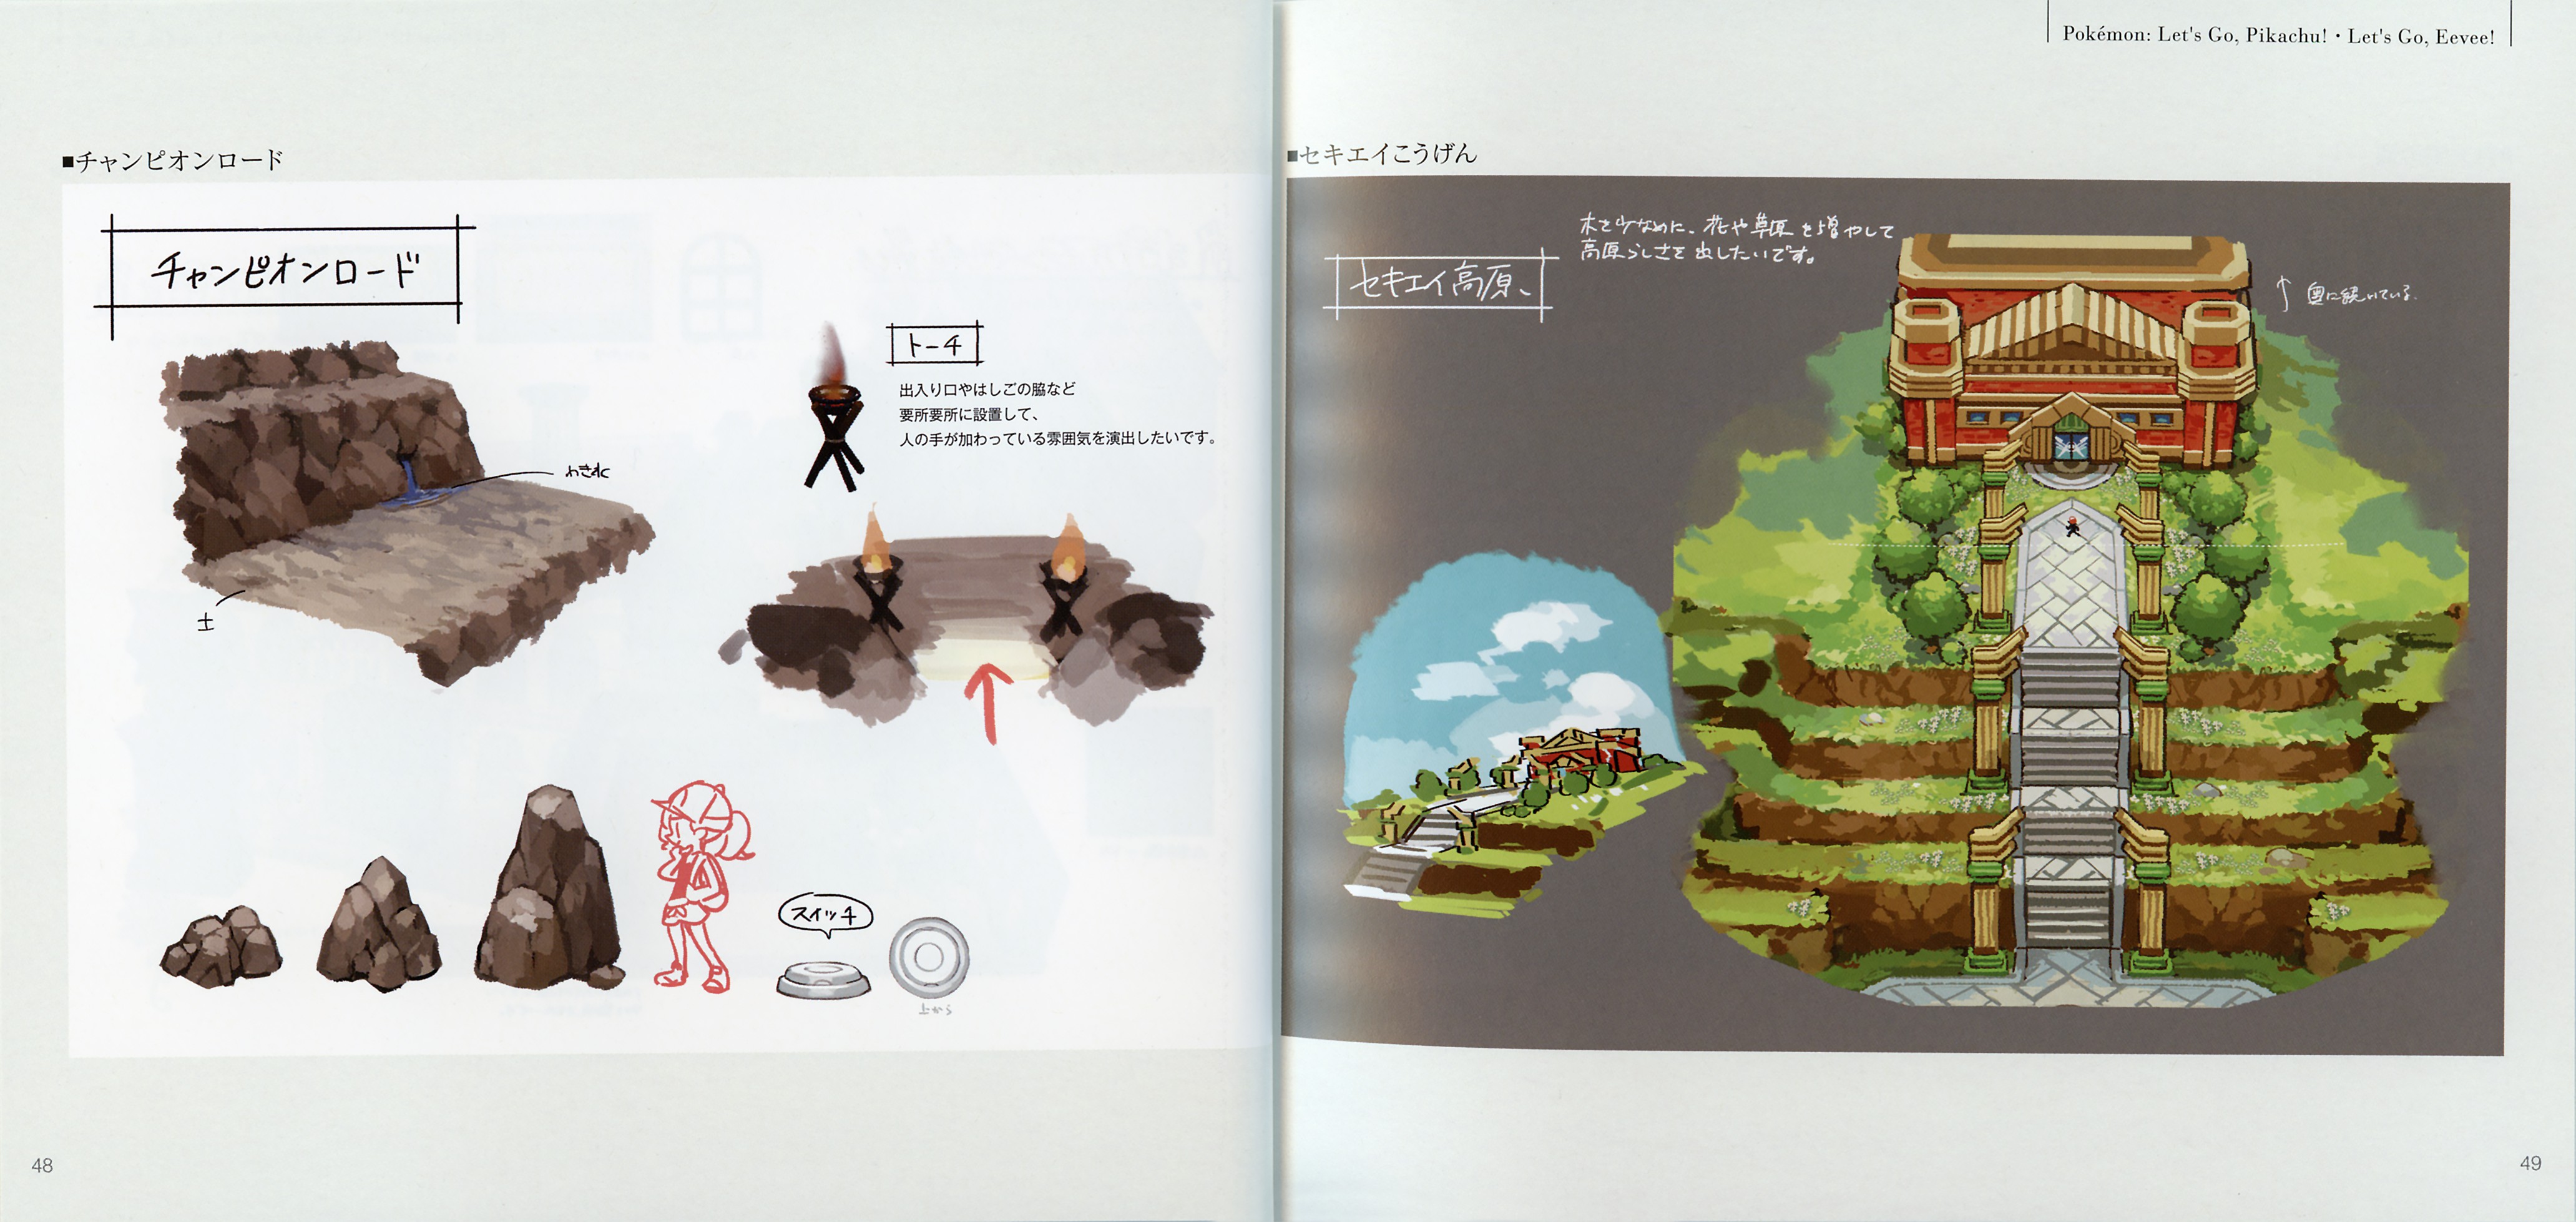 Pokémon: Let's Go, Pikachu!・Let's Go, Eevee!
■チャンピオンロード
チャンピオンロード
トーチ
出入り口やはしごの脇など
要所要所に設置して、
人の手が加わっている雰囲気を演出したいです。
わき水
土
スイッチ
上から
48
■セキエイこうげん
木を少なめに、花や草原を増やして
高原らしさを出したいです。
セキエイ高原、
↑ 奥に続いている。
49